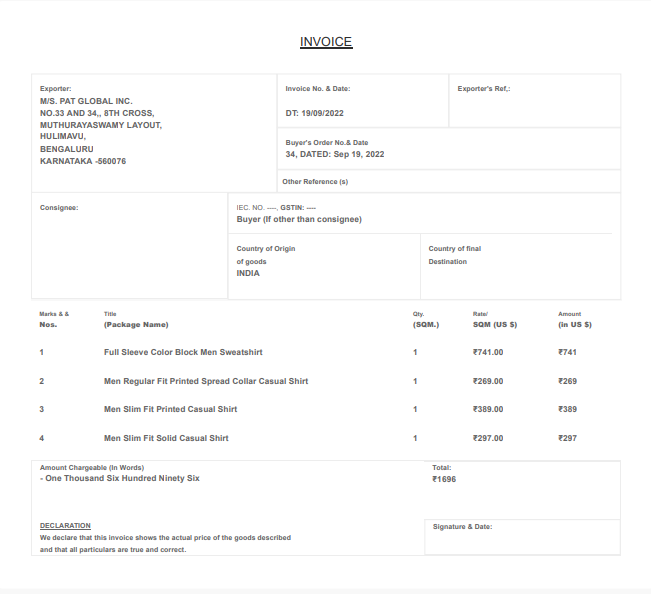 INVOICE
Exporter:
M/S. PAT GLOBAL INC.
NO.33 AND 34,, 8TH CROSS,
MUTHURAYASWAMY LAYOUT,
HULIMAVU,
BENGALURU
KARNATAKA -560076
Invoice No. & Date:
DT: 19/09/2022
Exporter's Ref,:
Buyer's Order No.& Date
34, DATED: Sep 19, 2022
Other Reference (s)
Consignee:
IEC. NO. ----, GSTIN: ----
Buyer (If other than consignee)
Country of Origin
of goods
INDIA
Country of final
Destination
Marks & & Title Qty. Rate/ Amount
Nos. (Package Name) (SQM.) SQM (US $) (in US $)
1 Full Sleeve Color Block Men Sweatshirt 1 ₹741.00 ₹741
2 Men Regular Fit Printed Spread Collar Casual Shirt 1 ₹269.00 ₹269
3 Men Slim Fit Printed Casual Shirt 1 ₹389.00 ₹389
4 Men Slim Fit Solid Casual Shirt 1 ₹297.00 ₹297
Amount Chargeable (In Words)
- One Thousand Six Hundred Ninety Six
Total:
₹1696
DECLARATION
We declare that this invoice shows the actual price of the goods described
and that all particulars are true and correct.
Signature & Date: